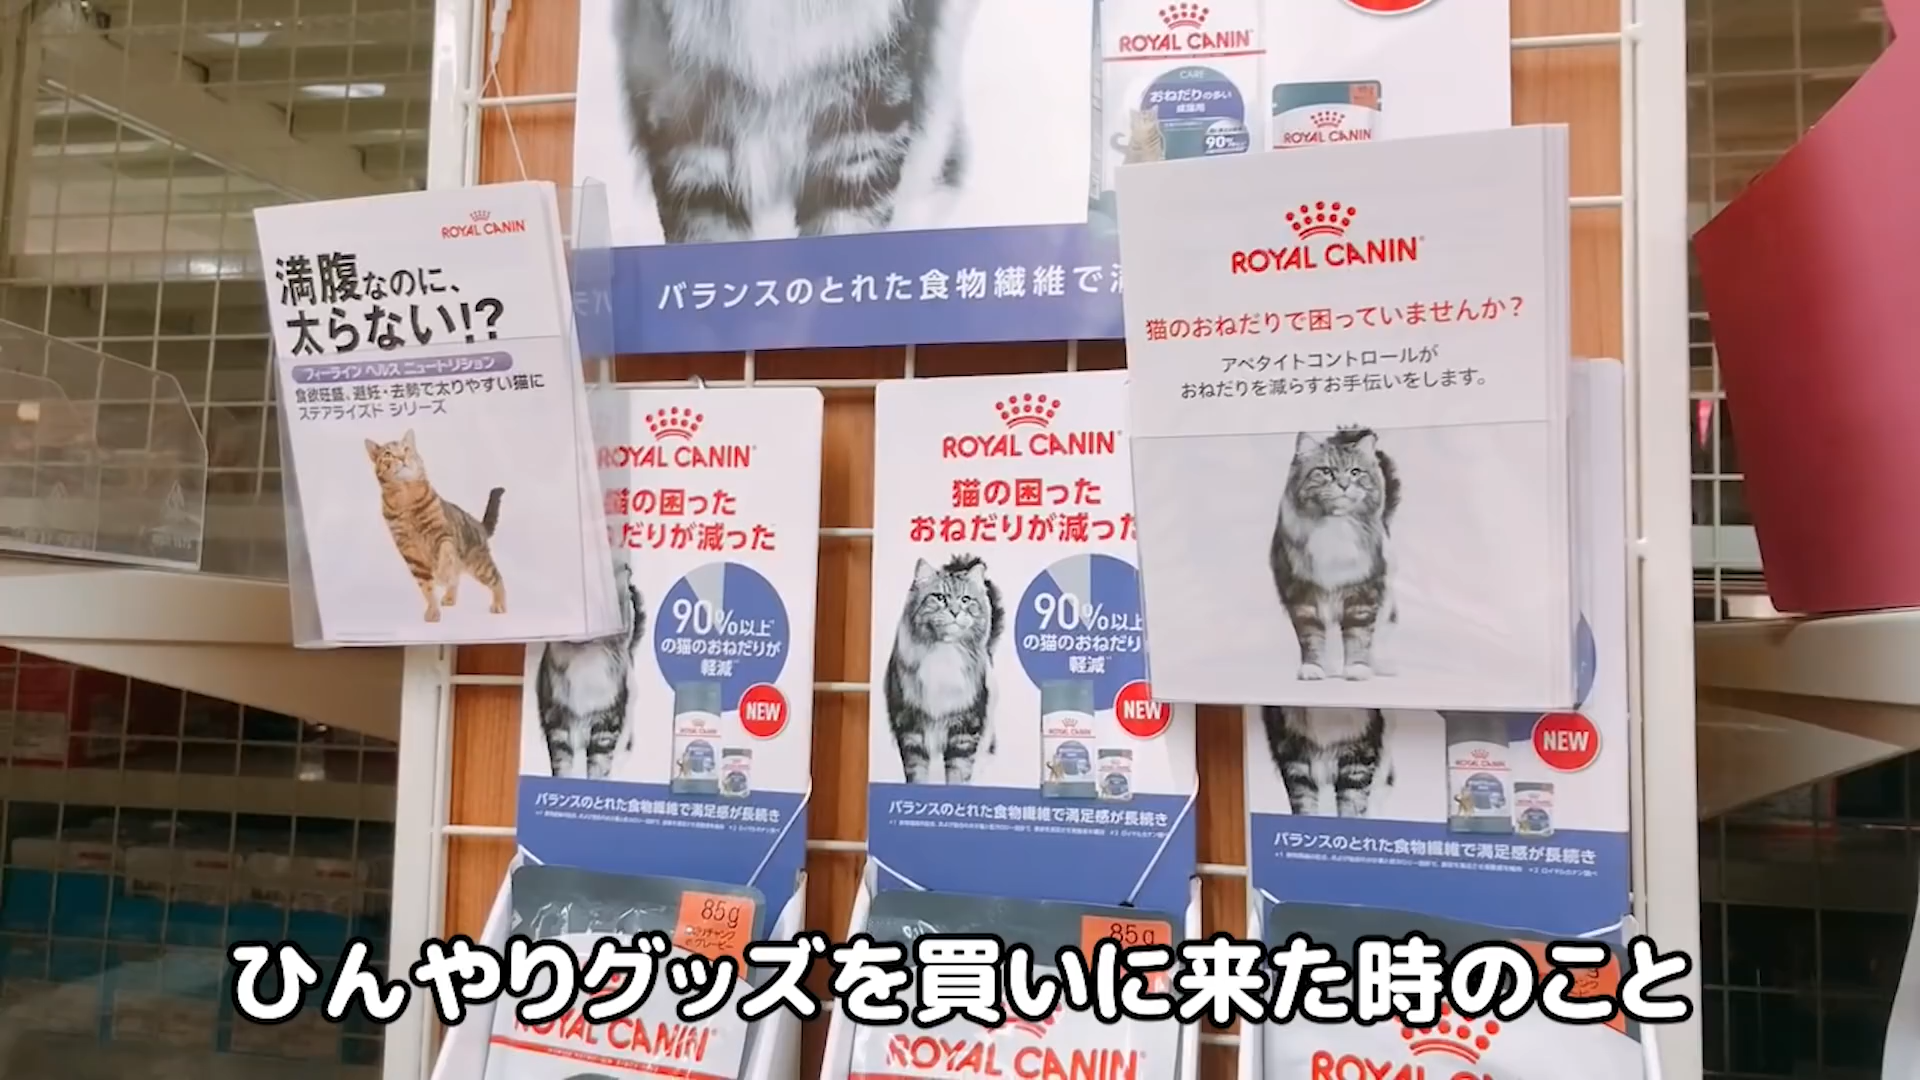 ROYAL CANIN
CARE
おねだりの多い
成猫用
90%
ROYAL CANIN
バランスのとれた食物繊維で
ROYAL CANIN
満腹なのに、
太らない!?
フィーライン ヘルス ニュートリション
食欲旺盛、避妊・去勢で太りやすい猫に
ステアライズド シリーズ
ROYAL CANIN
猫のおねだりで困っていませんか?
アペタイトコントロールが
おねだりを減らすお手伝いをします。
ROYAL CANIN
の困った
だりが減った
90%以上
の猫のおねだりが
軽減
NEW
バランスのとれた食物繊維で満足感が長続き
ROYAL CANIN
猫の困った
おねだりが減った
90%以上
の猫のおねだり
軽減
NEW
バランスのとれた食物繊維で満足感が長続き
NEW
バランスのとれた食物繊維で満足感が長続き
85g
85g
ひんやりグッズを買いに来た時のこと
ROYAL CANIN
ROYAL CANIN
ROYAL